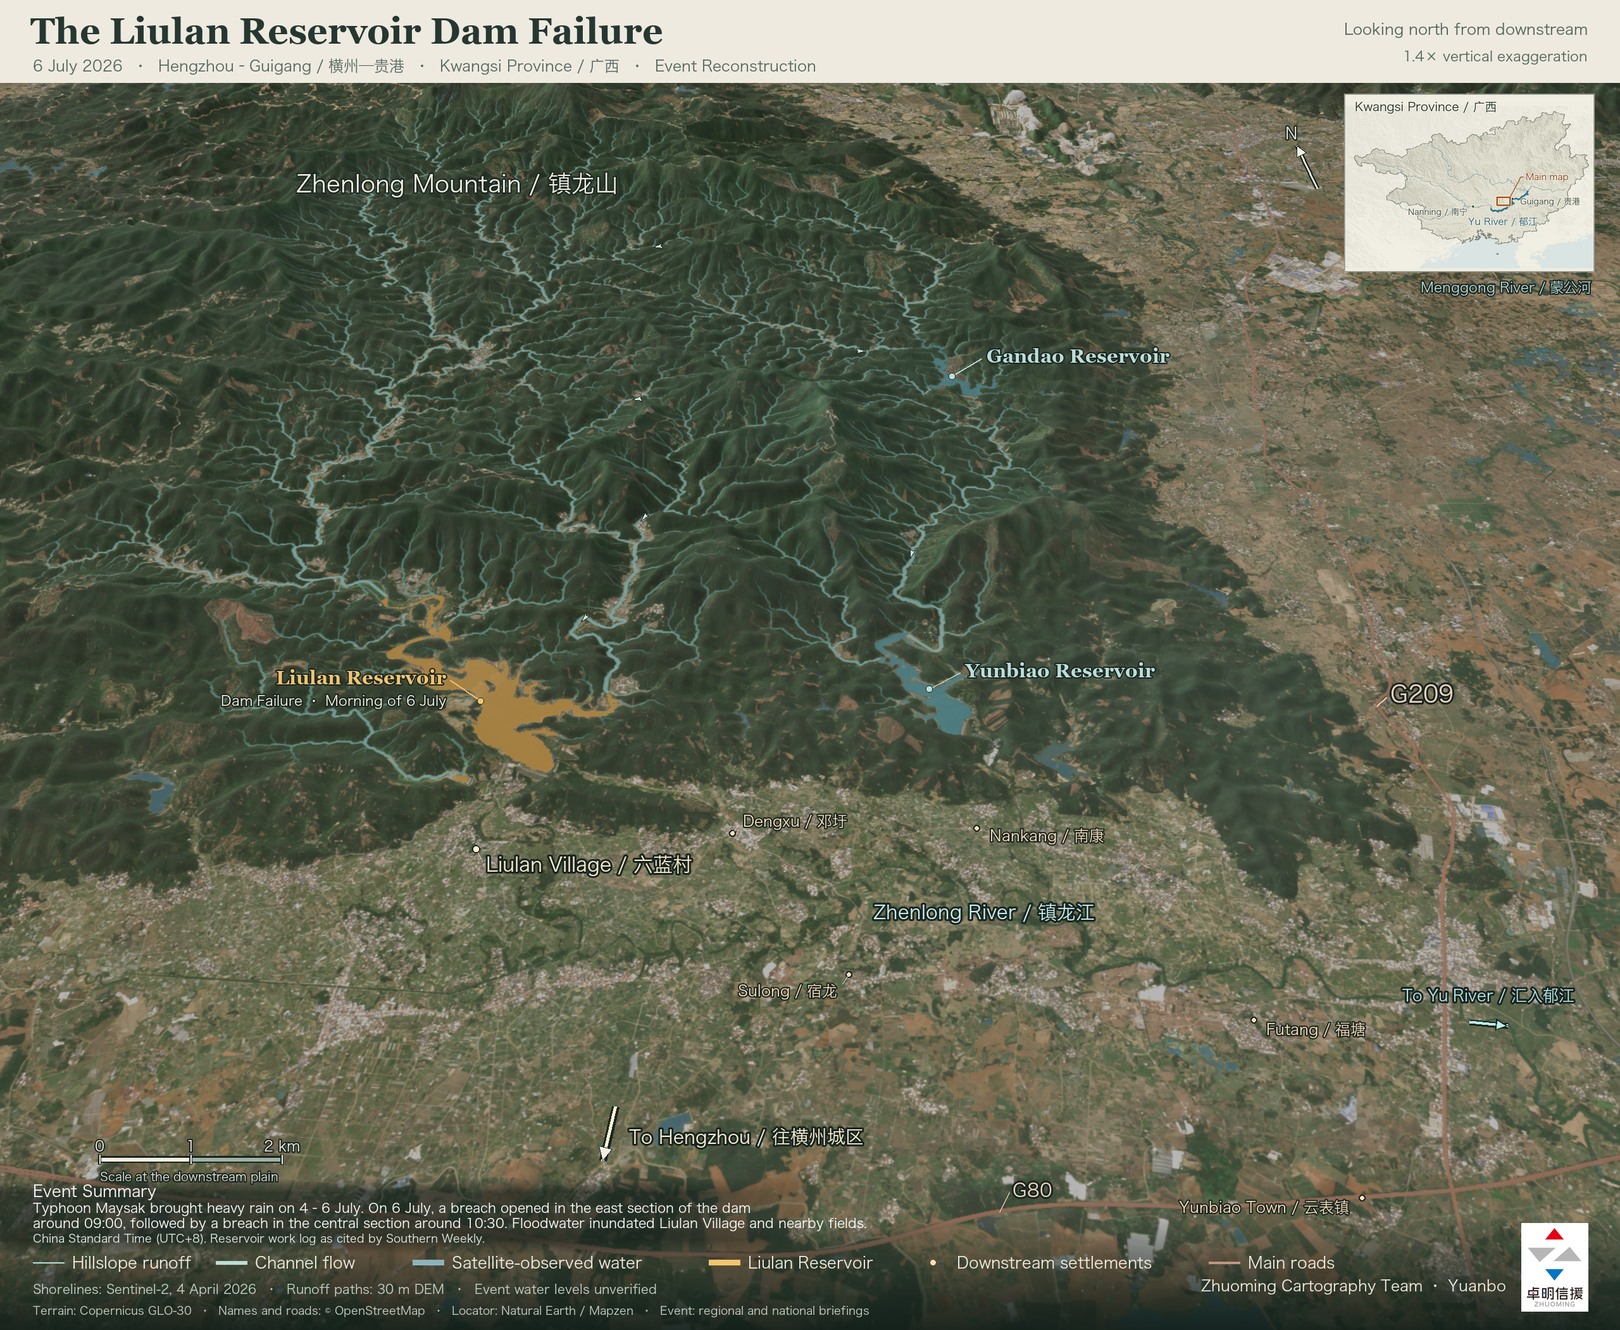 The Liulan Reservoir Dam Failure
6 July 2026 · Hengzhou - Guigang / 横州—贵港 · Kwangsi Province / 广西 · Event Reconstruction
Looking north from downstream
1.4× vertical exaggeration
Kwangsi Province / 广西
Main map
Guigang / 贵港
Nanning / 南宁
Yu River / 郁江
N
Menggong River / 蒙公河
Zhenlong Mountain / 镇龙山
Gandao Reservoir
Liulan Reservoir
Dam Failure · Morning of 6 July
Yunbiao Reservoir
G209
Dengxu / 邓圩
Nankang / 南康
Liulan Village / 六蓝村
Zhenlong River / 镇龙江
Sulong / 宿龙
To Yu River / 汇入郁江
Futang / 福塘
To Hengzhou / 往横州城区
0 1 2 km
Scale at the downstream plain
G80
Yunbiao Town / 云表镇
Event Summary
Typhoon Maysak brought heavy rain on 4 - 6 July. On 6 July, a breach opened in the east section of the dam
around 09:00, followed by a breach in the central section around 10:30. Floodwater inundated Liulan Village and nearby fields.
China Standard Time (UTC+8). Reservoir work log as cited by Southern Weekly.
Hillslope runoff
Channel flow
Satellite-observed water
Liulan Reservoir
Downstream settlements
Main roads
Shorelines: Sentinel-2, 4 April 2026 · Runoff paths: 30 m DEM · Event water levels unverified
Zhuoming Cartography Team · Yuanbo
Terrain: Copernicus GLO-30 · Names and roads: © OpenStreetMap · Locator: Natural Earth / Mapzen · Event: regional and national briefings
卓明信援
ZHUOMING